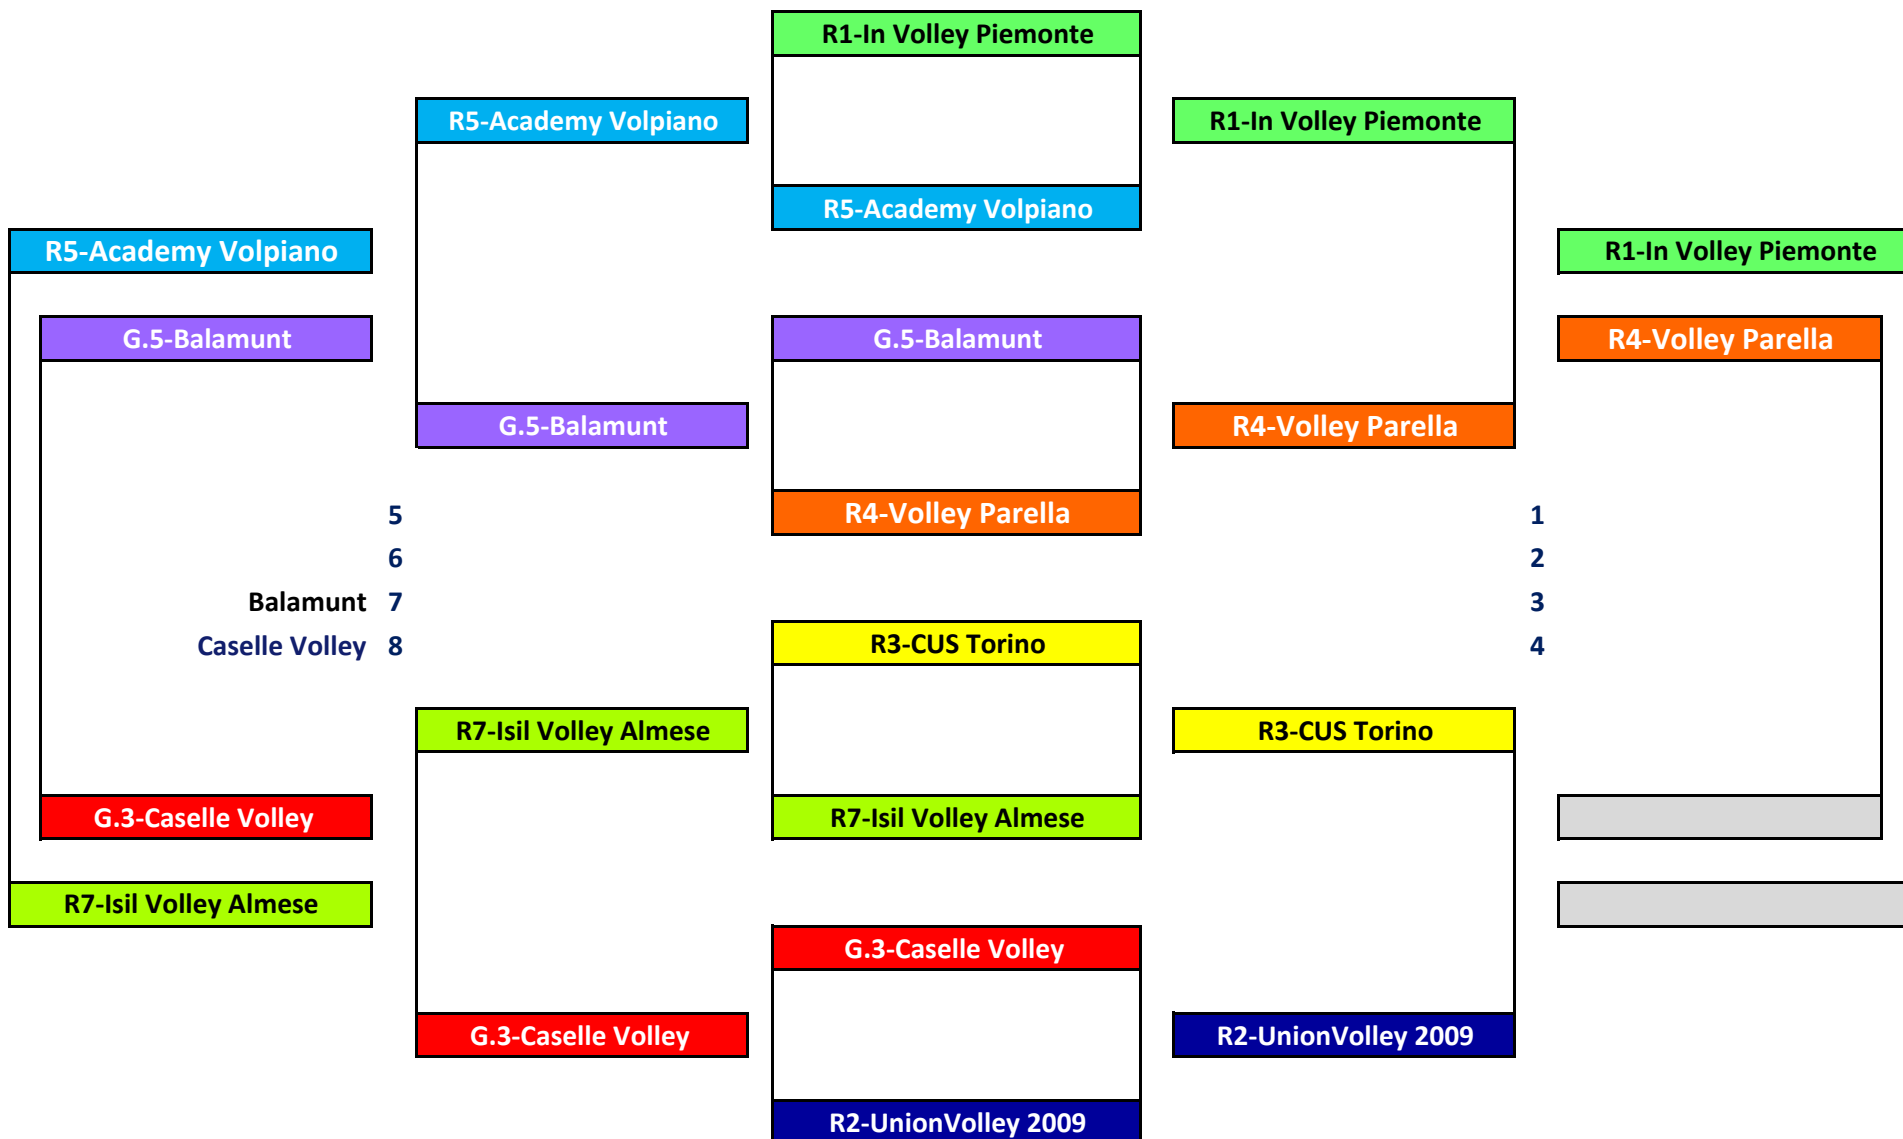 R1-In Volley Piemonte
R5-Academy Volpiano
R1-In Volley Piemonte
R5-Academy Volpiano
R5-Academy Volpiano
R1-In Volley Piemonte
G.5-Balamunt
G.5-Balamunt
R4-Volley Parella
G.5-Balamunt
R4-Volley Parella
5
R4-Volley Parella
1
6
2
Balamunt 7
3
Caselle Volley 8
R3-CUS Torino
4
R7-Isil Volley Almese
R3-CUS Torino
G.3-Caselle Volley
R7-Isil Volley Almese
R7-Isil Volley Almese
G.3-Caselle Volley
G.3-Caselle Volley
R2-UnionVolley 2009
R2-UnionVolley 2009